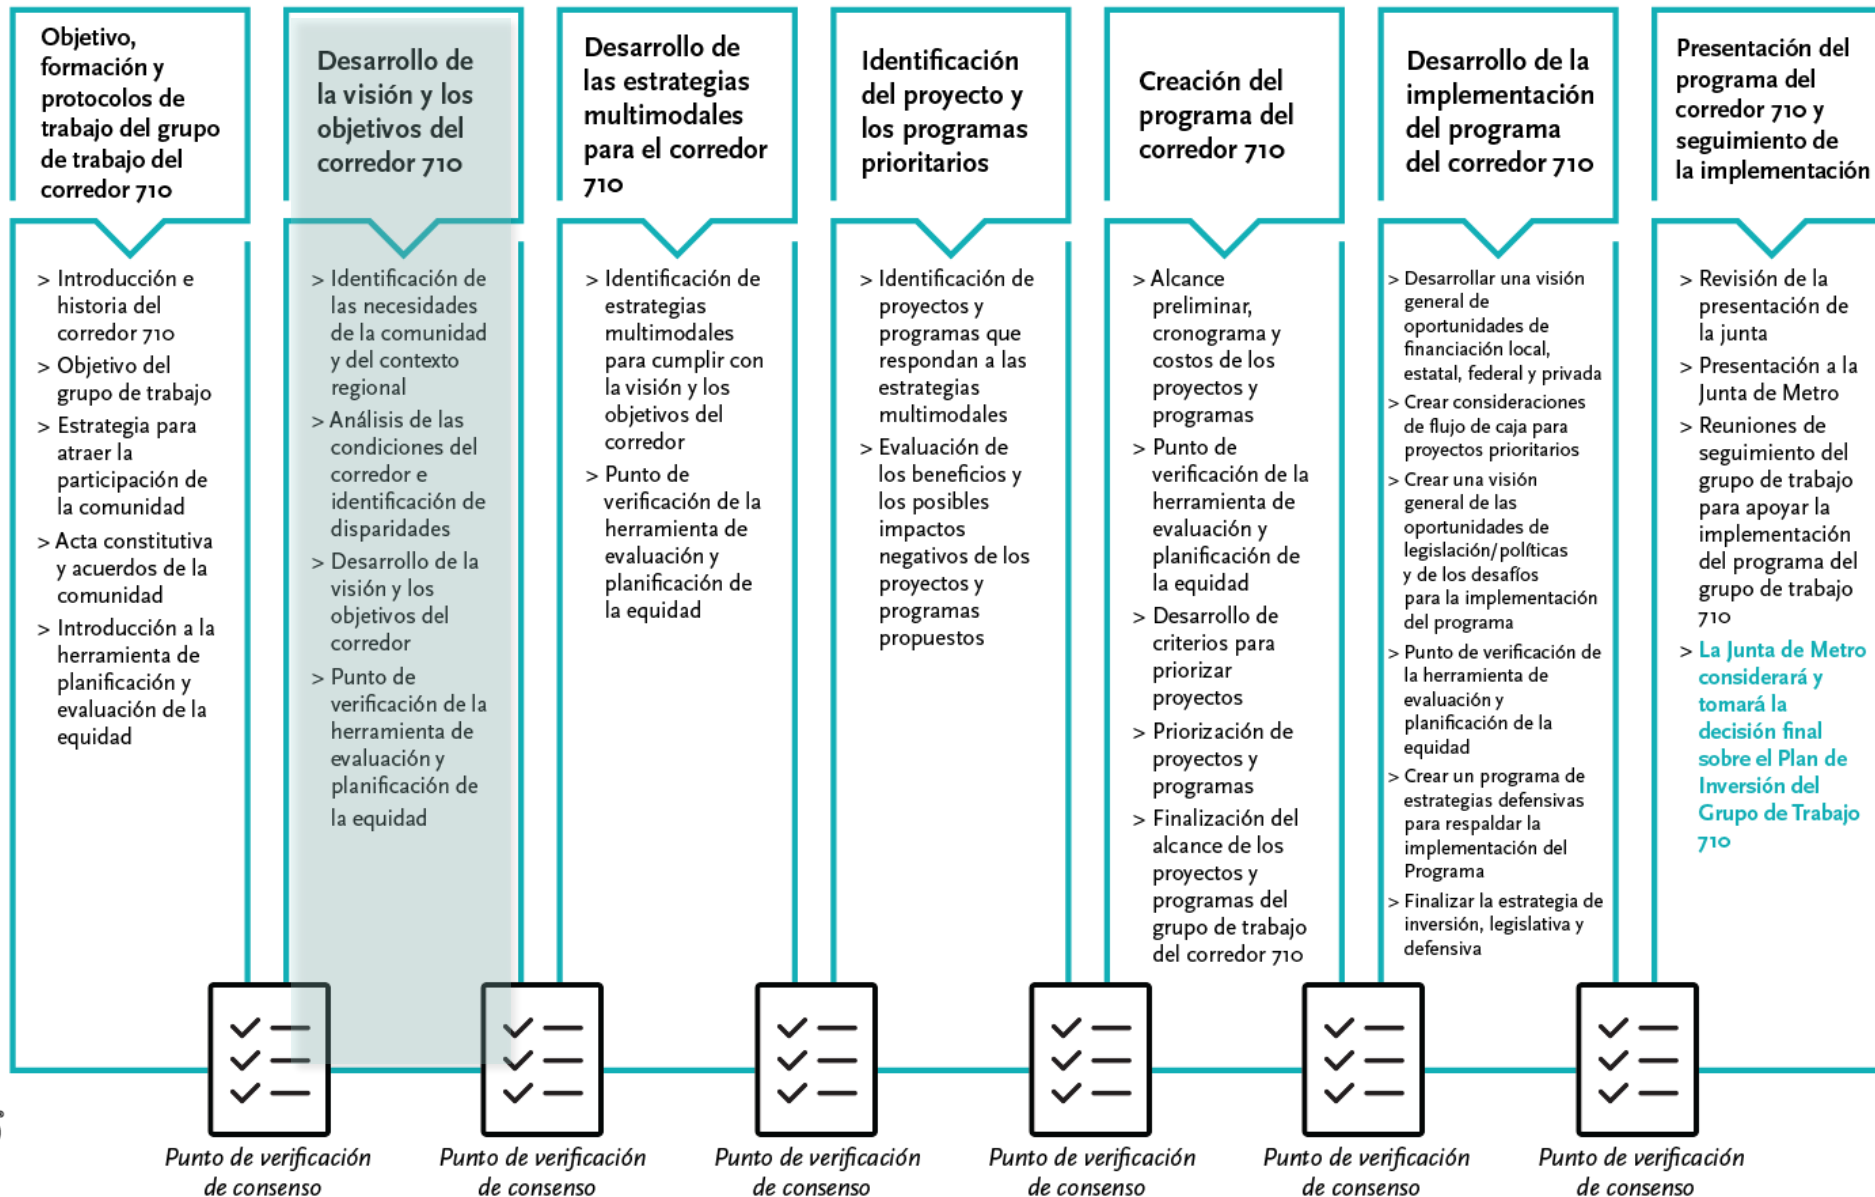 Objetivo,
formación y
protocolos de
trabajo del grupo
de trabajo del
corredor 710
> Introducción e
historia del
corredor 710
> Objetivo del
grupo de trabajo
> Estrategia para
atraer la
participación de
la comunidad
> Acta constitutiva
y acuerdos de la
comunidad
> Introducción a la
herramienta de
planificación y
evaluación de la
equidad
Desarrollo de
la visión y los
objetivos del
corredor 710
> Identificación de
las necesidades
de la comunidad
y del contexto
regional
> Análisis de las
condiciones del
corredor e
identificación de
disparidades
> Desarrollo de la
visión y los
objetivos del
corredor
> Punto de
verificación de la
herramienta de
evaluación y
planificación de
la equidad
Desarrollo de
las estrategias
multimodales
para el corredor
710
> Identificación de
estrategias
multimodales
para cumplir con
la visión y los
objetivos del
corredor
> Punto de
verificación de la
herramienta de
evaluación y
planificación de
la equidad
Identificación
del proyecto y
los programas
prioritarios
> Identificación de
proyectos y
programas que
respondan a las
estrategias
multimodales
> Evaluación de
los beneficios y
los posibles
impactos
negativos de los
proyectos y
programas
propuestos
Creación del
programa del
corredor 710
> Alcance
preliminar,
cronograma y
costos de los
proyectos y
programas
> Punto de
verificación de la
herramienta de
evaluación y
planificación de
la equidad
> Desarrollo de
criterios para
priorizar
proyectos
> Priorización de
proyectos y
programas
> Finalización del
alcance de los
proyectos y
programas del
grupo de trabajo
del corredor 710
Desarrollo de la
implementación
del programa
del corredor 710
> Desarrollar una visión
general de
oportunidades de
financiación local,
estatal, federal y privada
> Crear consideraciones
de flujo de caja para
proyectos prioritarios
> Crear una visión
general de las
oportunidades de
legislación/políticas
y de los desafíos
para la implementación
del programa
> Punto de verificación de
la herramienta de
evaluación y
planificación de la
equidad
> Crear un programa de
estrategias defensivas
para respaldar la
implementación del
Programa
> Finalizar la estrategia de
inversión, legislativa y
defensiva
Presentación del
programa del
corredor 710 y
seguimiento de
la implementación
> Revisión de la
presentación de
la junta
> Presentación a la
Junta de Metro
> Reuniones de
seguimiento del
grupo de trabajo
para apoyar la
implementación
del programa del
grupo de trabajo
710
> La Junta de Metro
considerará y
tomará la
decisión final
sobre el Plan de
Inversión del
Grupo de Trabajo
710
Punto de verificación
de consenso
Punto de verificación
de consenso
Punto de verificación
de consenso
Punto de verificación
de consenso
Punto de verificación
de consenso
Punto de verificación
de consenso